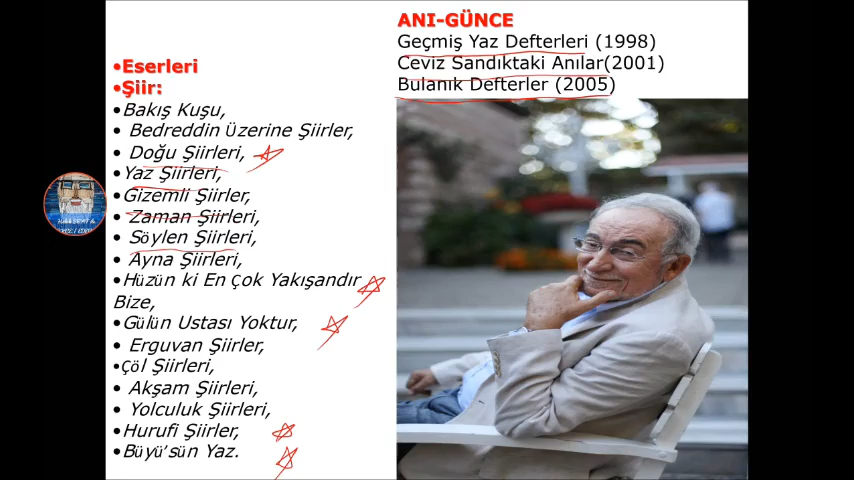 •Eserleri
•Şiir:
•Bakış Kuşu,
• Bedreddin Üzerine Şiirler,
• Doğu Şiirleri,
•Yaz Şiirleri,
•Gizemli Şiirler,
• Zaman Şiirleri,
• Söylen Şiirleri,
• Ayna Şiirleri,
•Hüzün ki En Çok Yakışandır
Bize,
•Gülün Ustası Yoktur,
• Erguvan Şiirler,
•Çöl Şiirleri,
• Akşam Şiirleri,
• Yolculuk Şiirleri,
•Hurufi Şiirler,
•Büyü'sün Yaz.
ANI-GÜNCE
Geçmiş Yaz Defterleri (1998)
Ceviz Sandıktaki Anılar(2001)
Bulanık Defterler (2005)